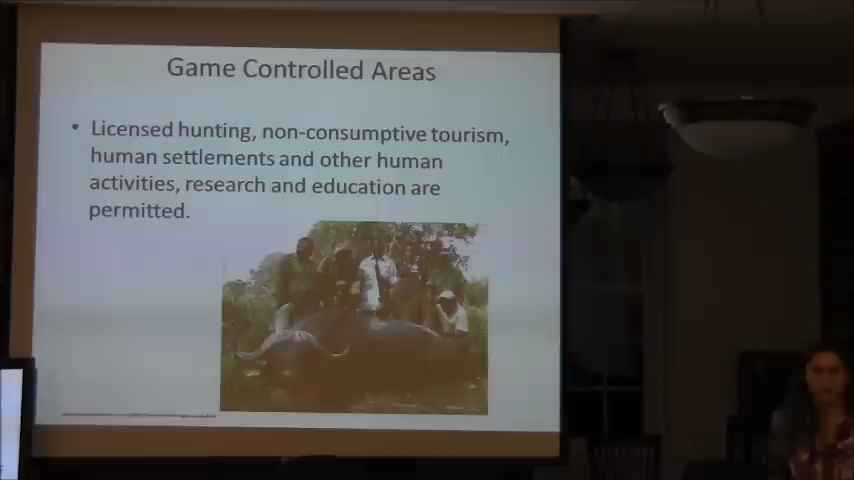 Game Controlled Areas
• Licensed hunting, non-consumptive tourism,
human settlements and other human
activities, research and education are
permitted.